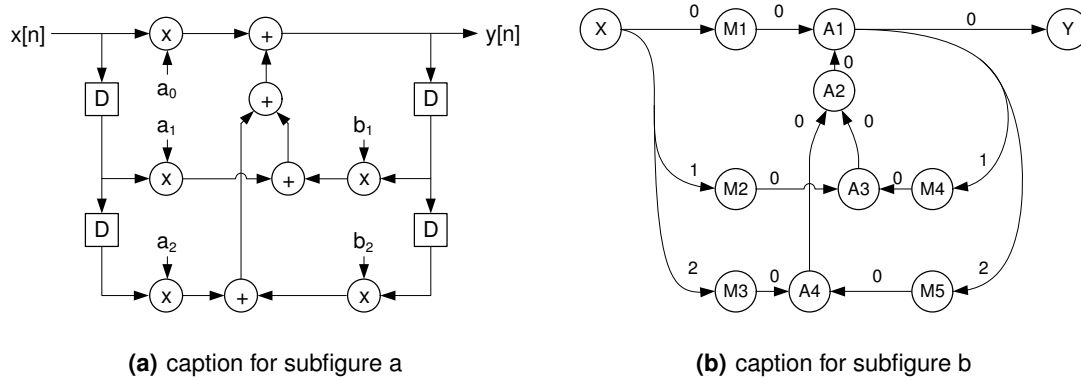 x[n] x + y[n]
D + D
a0
a1 b1
x + x
D D
a2 b2
x + x
(a) caption for subfigure a
X 0 M1 0 A1 0 Y
0
A2
0 0
1 0 0 1
M2 A3 M4
2 0 0 2
M3 A4 M5
(b) caption for subfigure b